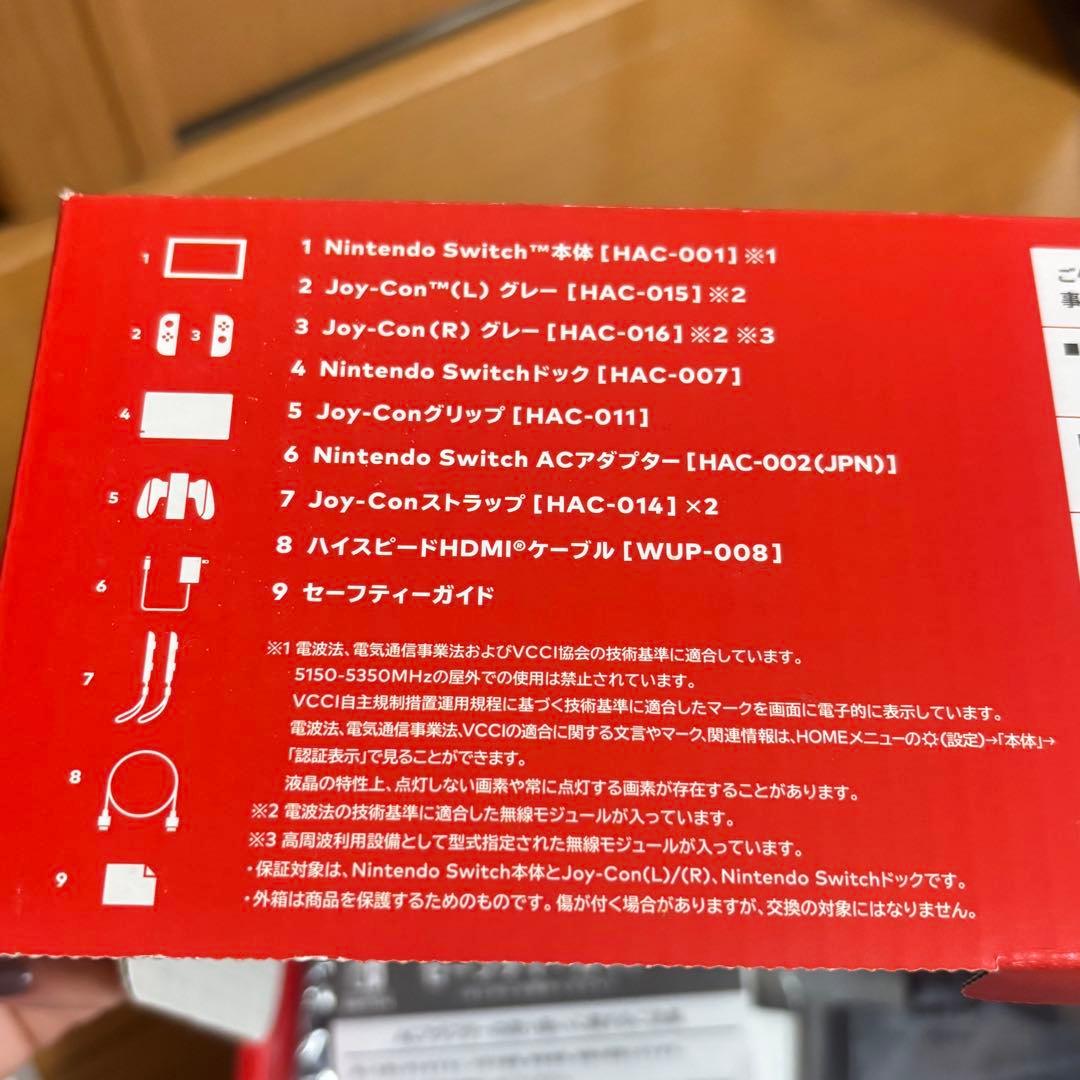 1 Nintendo Switch™本体 [HAC-001] ※1
2 Joy-Con™(L) グレー [HAC-015] ※2
3 Joy-Con(R) グレー [HAC-016] ※2 ※3
4 Nintendo Switchドック [HAC-007]
5 Joy-Conグリップ [HAC-011]
6 Nintendo Switch ACアダプター [HAC-002(JPN)]
7 Joy-Conストラップ [HAC-014] ×2
8 ハイスピードHDMI®ケーブル [WUP-008]
9 セーフティーガイド
※1 電波法、電気通信事業法およびVCCI協会の技術基準に適合しています。
5150-5350MHzの屋外での使用は禁止されています。
VCCI自主規制措置運用規程に基づく技術基準に適合したマークを画面に電子的に表示しています。
電波法、電気通信事業法、VCCIの適合に関する文言やマーク、関連情報は、HOMEメニューの(設定)→「本体」→
「認証表示」で見ることができます。
液晶の特性上、点灯しない画素や常に点灯する画素が存在することがあります。
※2 電波法の技術基準に適合した無線モジュールが入っています。
※3 高周波利用設備として型式指定された無線モジュールが入っています。
・保証対象は、Nintendo Switch本体とJoy-Con(L)/(R)、Nintendo Switchドックです。
・外箱は商品を保護するためのものです。傷が付く場合がありますが、交換の対象にはなりません。
1
2 3
4
5
6
7
8
9
事